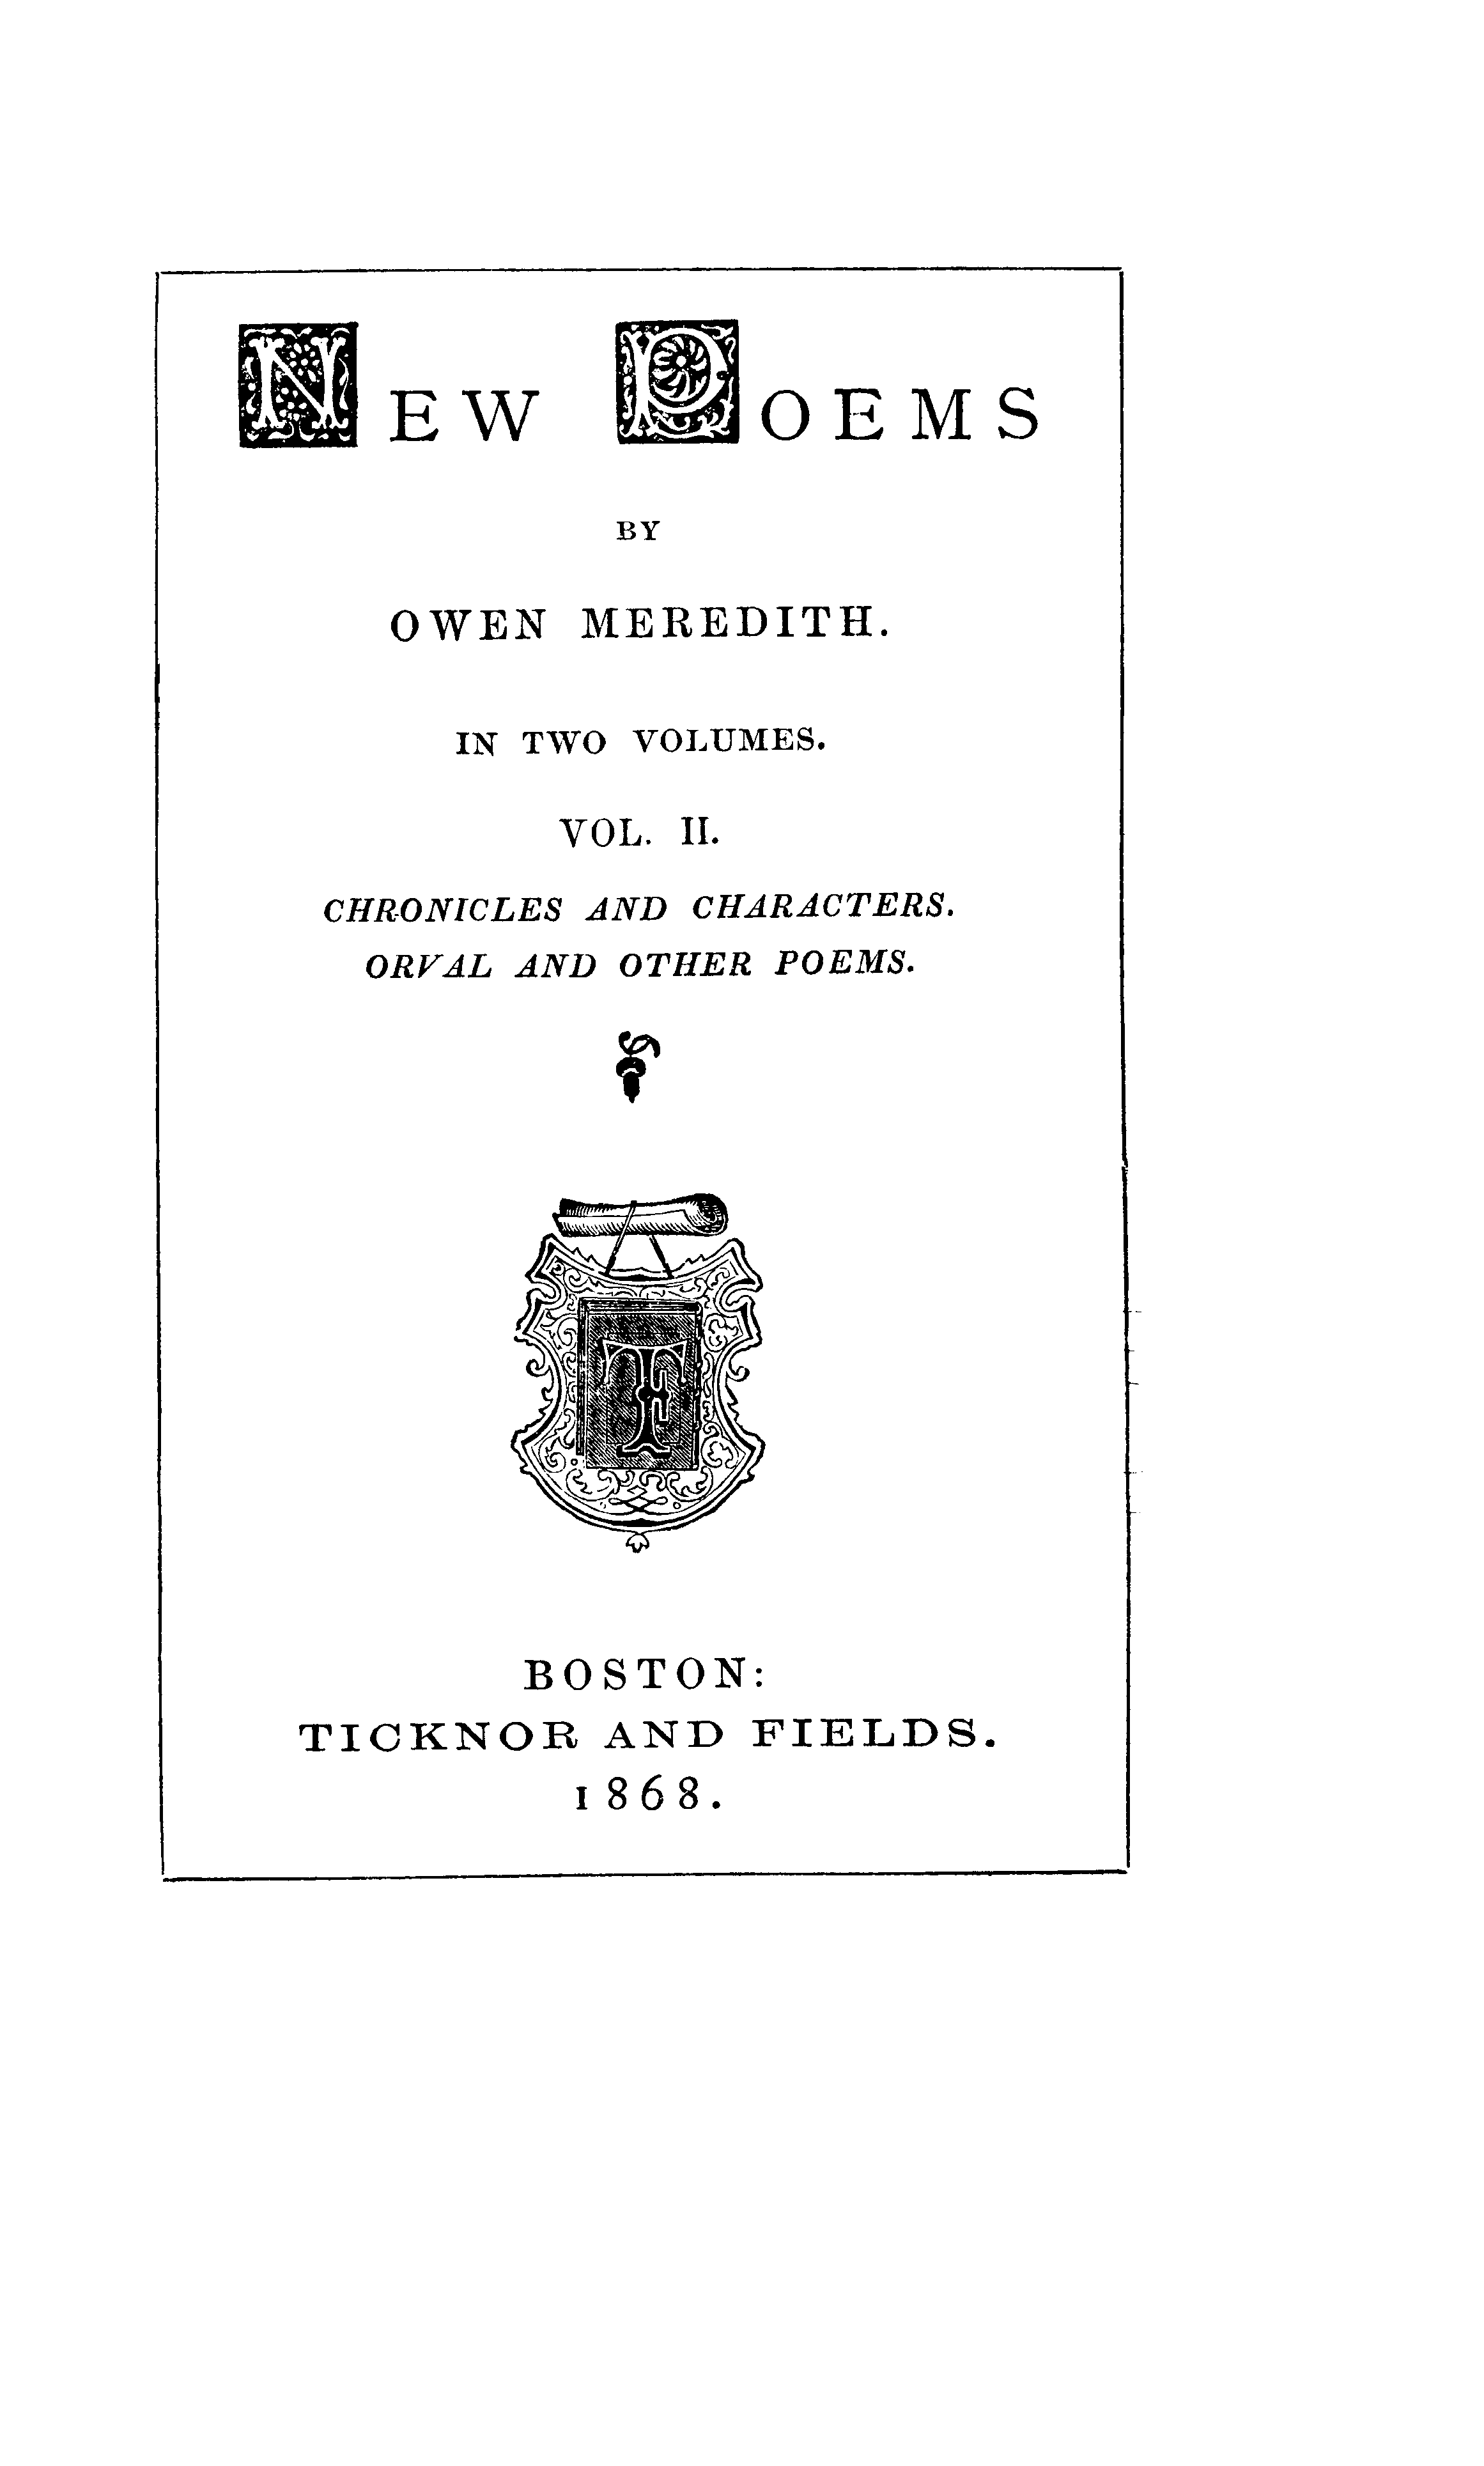 NEW POEMS
BY
OWEN MEREDITH.
IN TWO VOLUMES.
VOL. II.
CHRONICLES AND CHARACTERS.
ORVAL AND OTHER POEMS.
TF
BOSTON:
TICKNOR AND FIELDS.
1868.